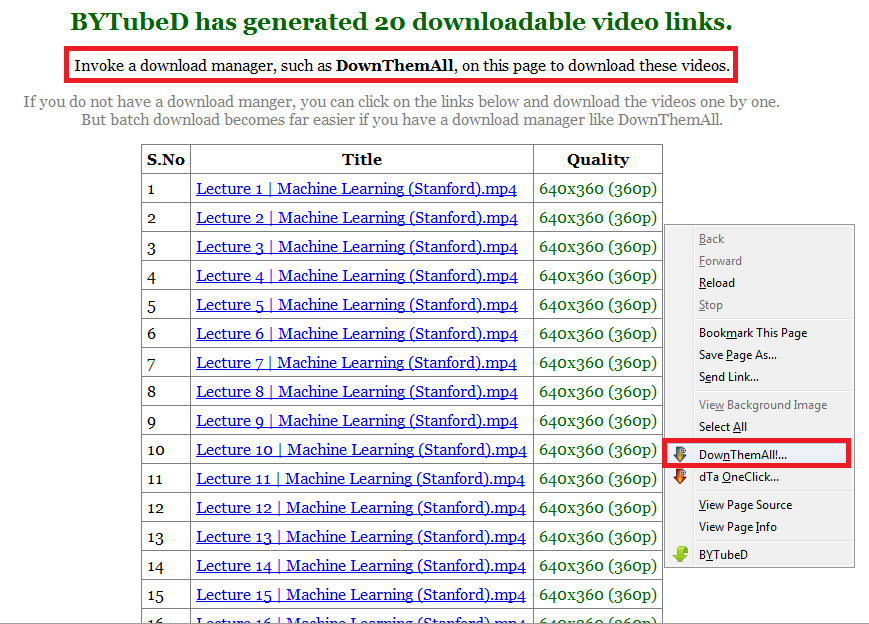 BYTubeD has generated 20 downloadable video links.
Invoke a download manager, such as DownThemAll, on this page to download these videos.
If you do not have a download manger, you can click on the links below and download the videos one by one.
But batch download becomes far easier if you have a download manager like DownThemAll.
S.No Title Quality
1 Lecture 1 | Machine Learning (Stanford).mp4 640x360 (360p)
2 Lecture 2 | Machine Learning (Stanford).mp4 640x360 (360p)
3 Lecture 3 | Machine Learning (Stanford).mp4 640x360 (360p)
4 Lecture 4 | Machine Learning (Stanford).mp4 640x360 (360p)
5 Lecture 5 | Machine Learning (Stanford).mp4 640x360 (360p)
6 Lecture 6 | Machine Learning (Stanford).mp4 640x360 (360p)
7 Lecture 7 | Machine Learning (Stanford).mp4 640x360 (360p)
8 Lecture 8 | Machine Learning (Stanford).mp4 640x360 (360p)
9 Lecture 9 | Machine Learning (Stanford).mp4 640x360 (360p)
10 Lecture 10 | Machine Learning (Stanford).mp4 640x360 (360p)
11 Lecture 11 | Machine Learning (Stanford).mp4 640x360 (360p)
12 Lecture 12 | Machine Learning (Stanford).mp4 640x360 (360p)
13 Lecture 13 | Machine Learning (Stanford).mp4 640x360 (360p)
14 Lecture 14 | Machine Learning (Stanford).mp4 640x360 (360p)
15 Lecture 15 | Machine Learning (Stanford).mp4 640x360 (360p)
16 Lecture 16 | Machine Learning (Stanford).mp4 640x360 (360p)
Back
Forward
Reload
Stop
Bookmark This Page
Save Page As...
Send Link...
View Background Image
Select All
DownThemAll!...
dTa OneClick...
View Page Source
View Page Info
BYTubeD